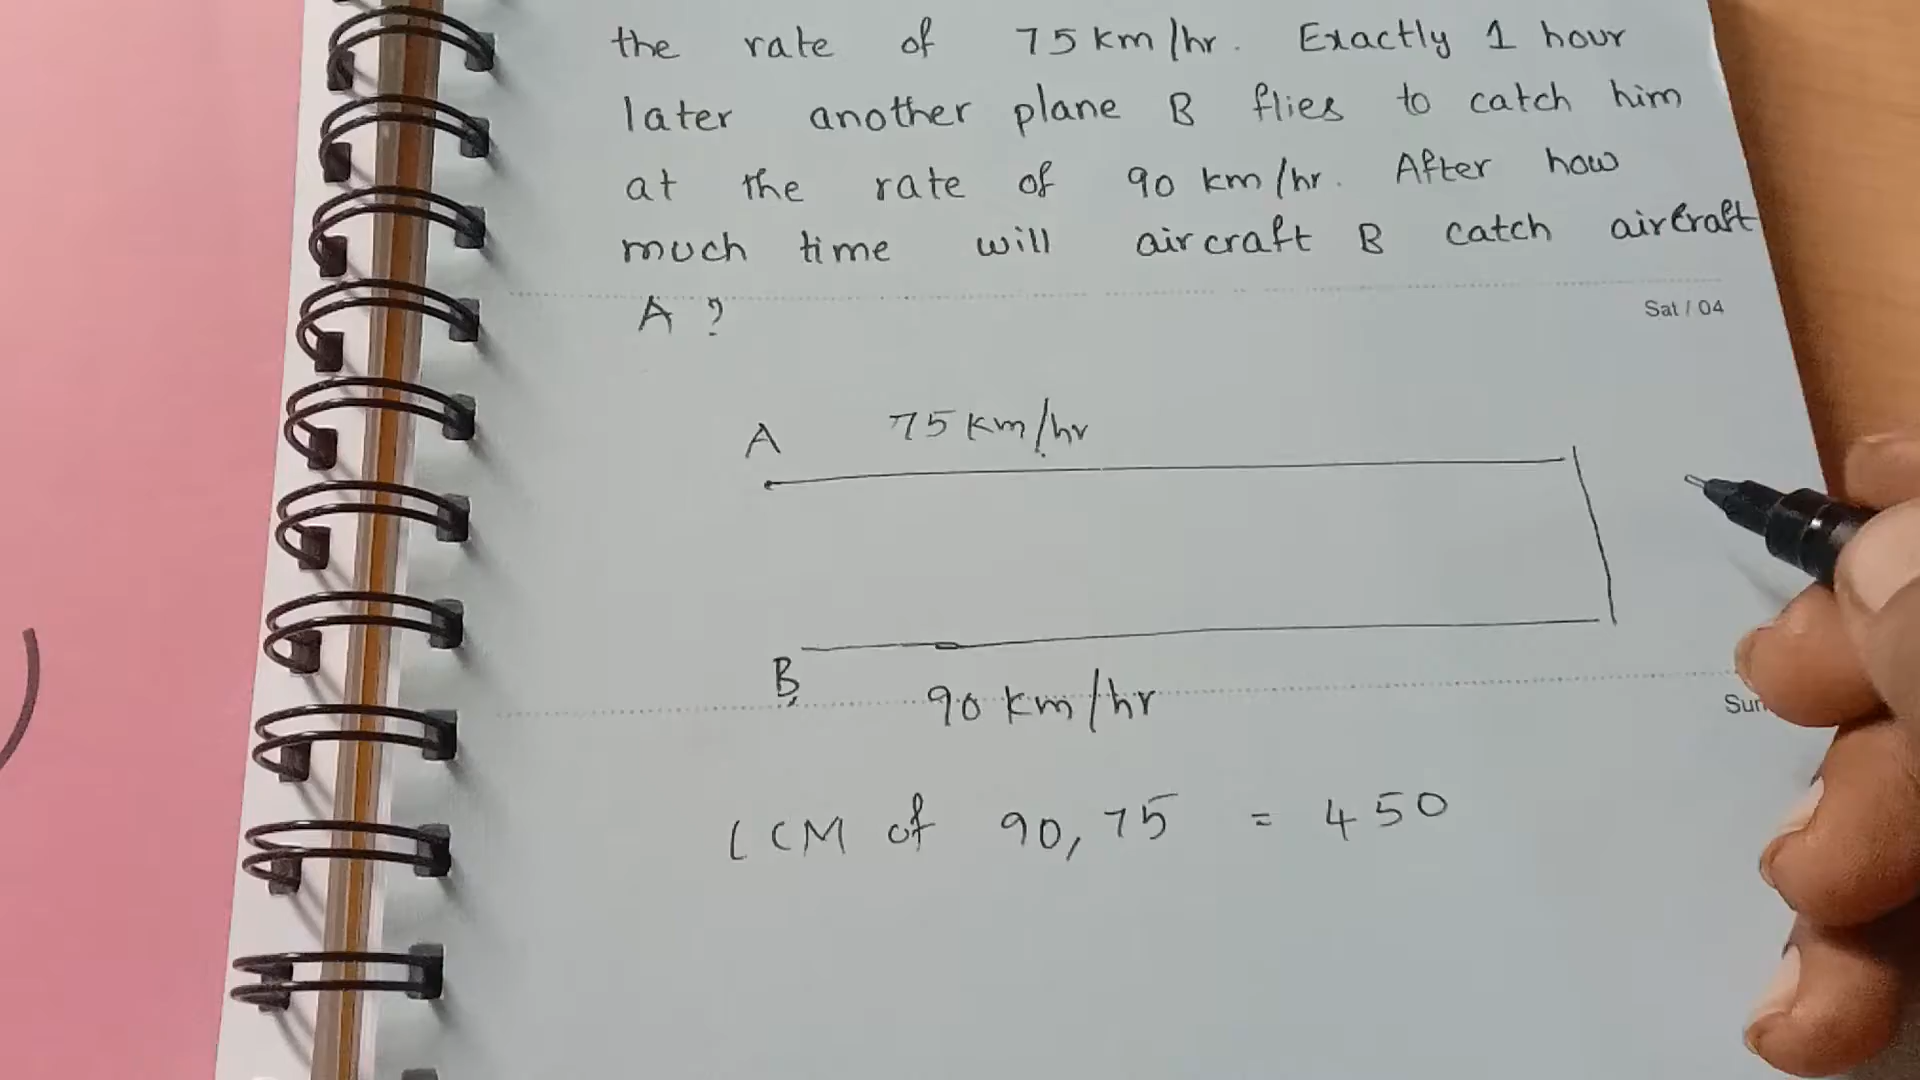 the rate of 75 km/hr. Exactly 1 hour
later another plane B flies to catch him
at the rate of 90 km/hr. After how
much time will aircraft B catch aircraft
A ?
Sat / 04
A 75 km/hr
B 90 km/hr
Sun
LCM of 90, 75 = 450